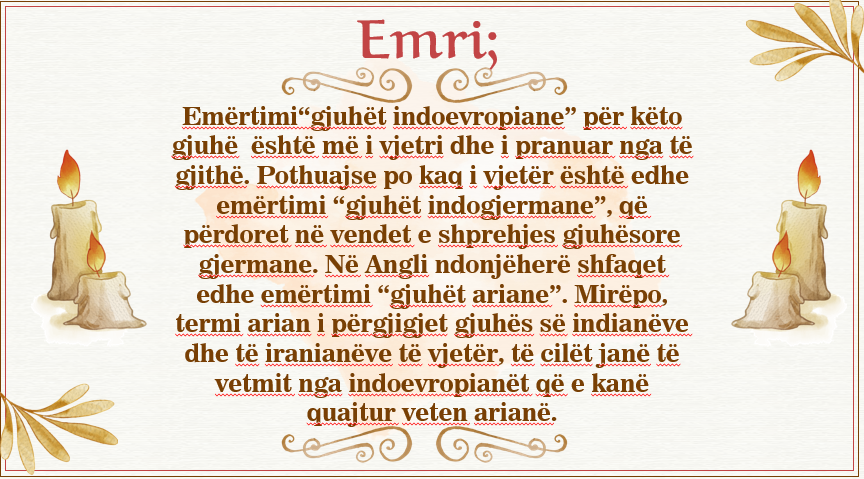 Emri;
Emërtimi“gjuhët indoevropiane” për këto
gjuhë  është më i vjetri dhe i pranuar nga të
gjithë. Pothuajse po kaq i vjetër është edhe
emërtimi “gjuhët indogjermane”, që
përdoret në vendet e shprehjes gjuhësore
gjermane. Në Angli ndonjëherë shfaqet
edhe emërtimi “gjuhët ariane”. Mirëpo,
termi arian i përgjigjet gjuhës së indianëve
dhe të iranianëve të vjetër, të cilët janë të
vetmit nga indoevropianët që e kanë
quajtur veten arianë.